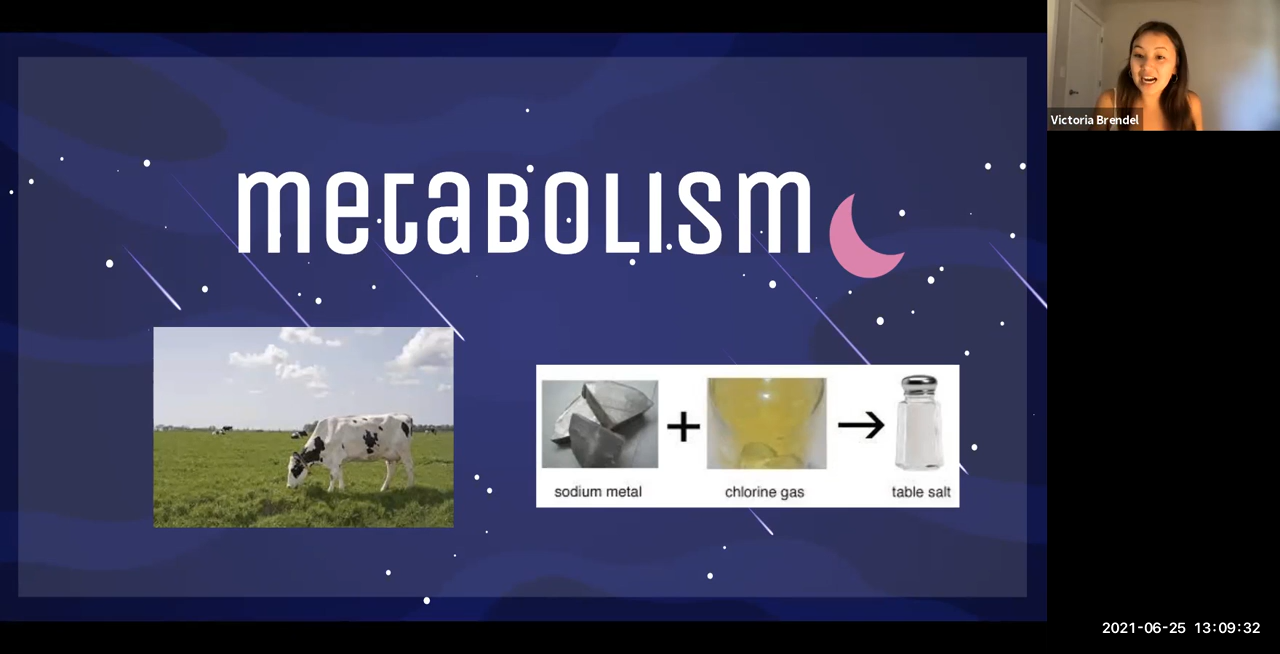 Victoria Brendel
metaBOLISm
sodium metal
chlorine gas
table salt
2021-06-25 13:09:32